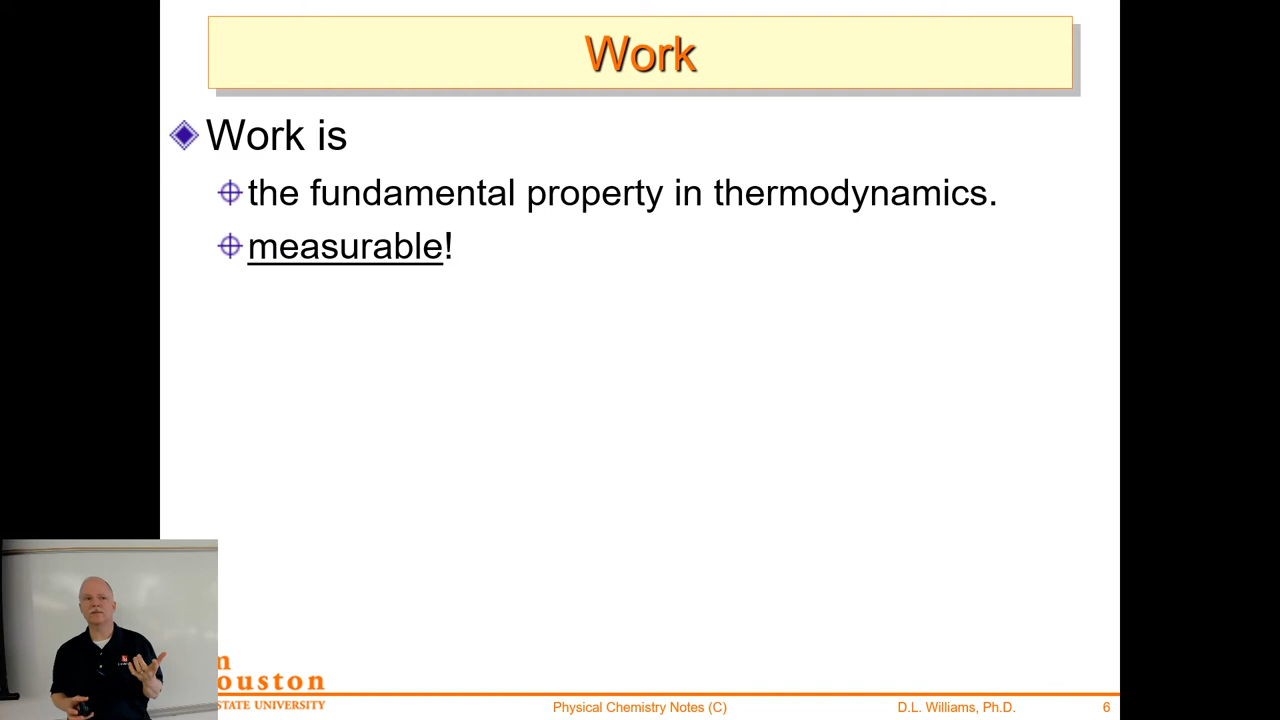 Work
Work is
the fundamental property in thermodynamics.
measurable!
ouston
STATE UNIVERSITY
Physical Chemistry Notes (C)
D.L. Williams, Ph.D.
6